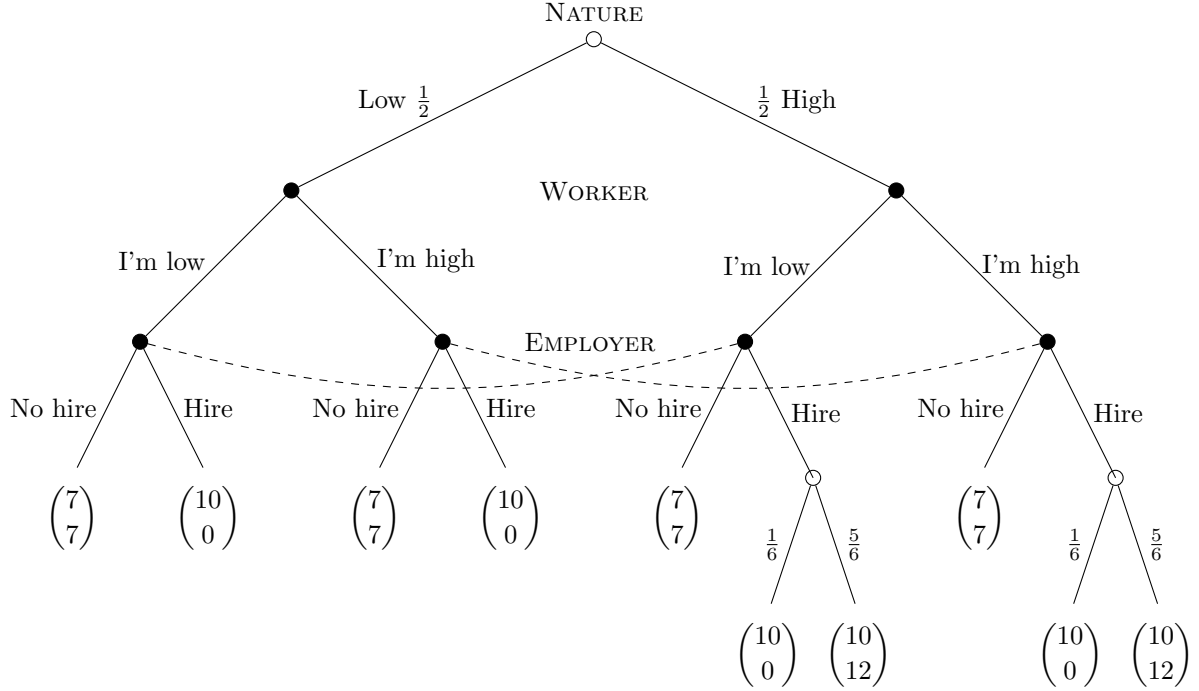 NATURE
Low 1/2
1/2 High
WORKER
I'm low
I'm high
I'm low
I'm high
EMPLOYER
No hire
Hire
No hire
Hire
No hire
Hire
No hire
Hire
(7 7)
(10 0)
(7 7)
(10 0)
(7 7)
(7 7)
1/6
5/6
1/6
5/6
(10 0)
(10 12)
(10 0)
(10 12)